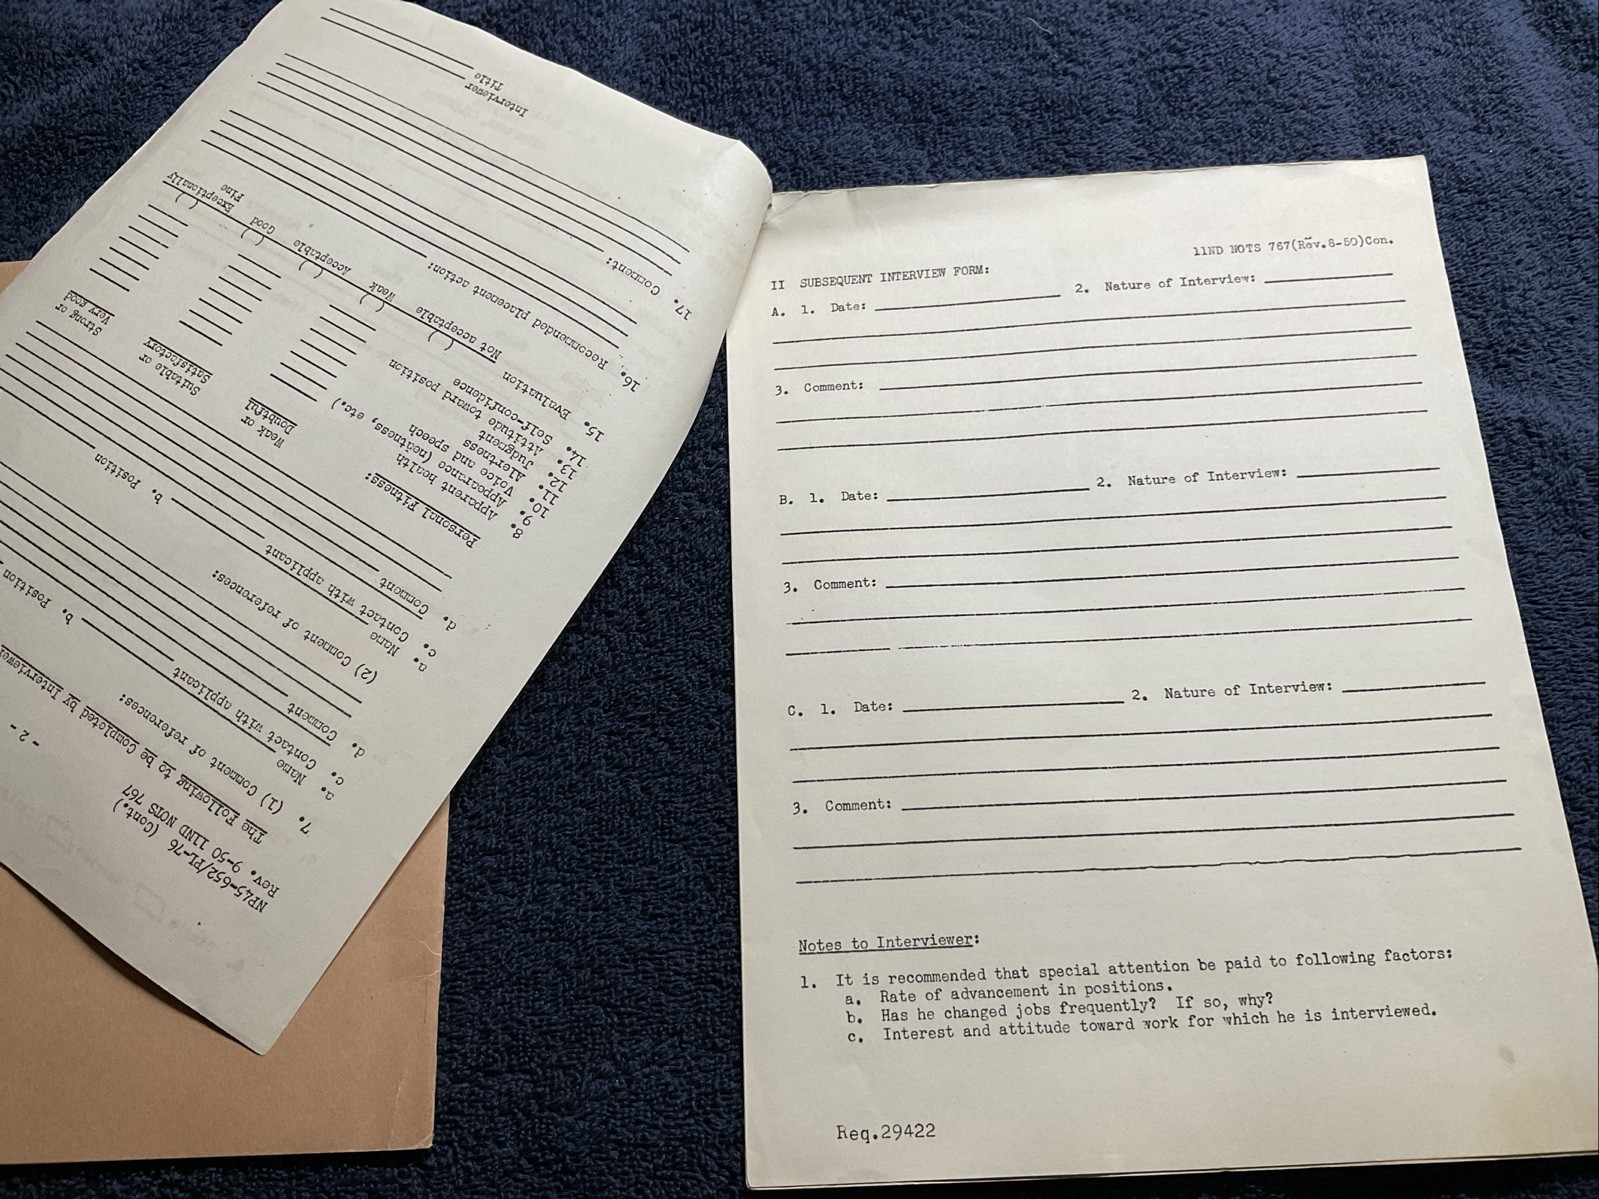 NP45-652/PL-76
(Cont.)
Rev. 9-50 11ND NOTS 767
- 2 -
The Following to be Completed by Interviewer
7. (1) Comment of references:
a. Name b. Position
c. Contact with applicant
d. Comment
(2) Comment of references:
a. Name b. Position
c. Contact with applicant
d. Comment
Personal Fitness: Weak or Doubtful Suitable or Satisfactory Strong or Very good
8. Apparent health
9. Appearance (neatness, etc.)
10. Voice and speech
11. Alertness
12. Judgment
13. Attitude toward position
14. Self-confidence
15. Evaluation Not acceptable ( ) Weak ( ) Acceptable ( ) Good ( ) Exceptionally Fine ( )
16. Recommended placement action:
17. Comment:
Interviewer
Title
11ND NOTS 767(Rev.8-50)Con.
II SUBSEQUENT INTERVIEW FORM:
A. 1. Date: 2. Nature of Interview:
3. Comment:
B. 1. Date: 2. Nature of Interview:
3. Comment:
C. 1. Date: 2. Nature of Interview:
3. Comment:
Notes to Interviewer:
1. It is recommended that special attention be paid to following factors:
a. Rate of advancement in positions.
b. Has he changed jobs frequently? If so, why?
c. Interest and attitude toward work for which he is interviewed.
Req.29422